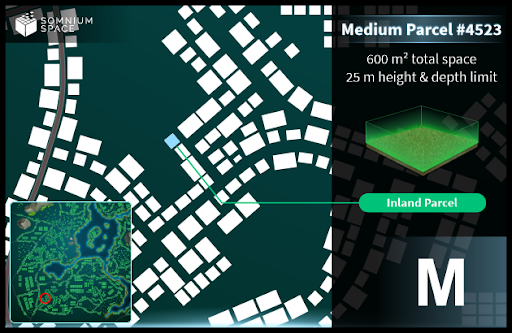 SOMNIUM
SPACE
Medium Parcel #4523
600 m² total space
25 m height & depth limit
Inland Parcel
M